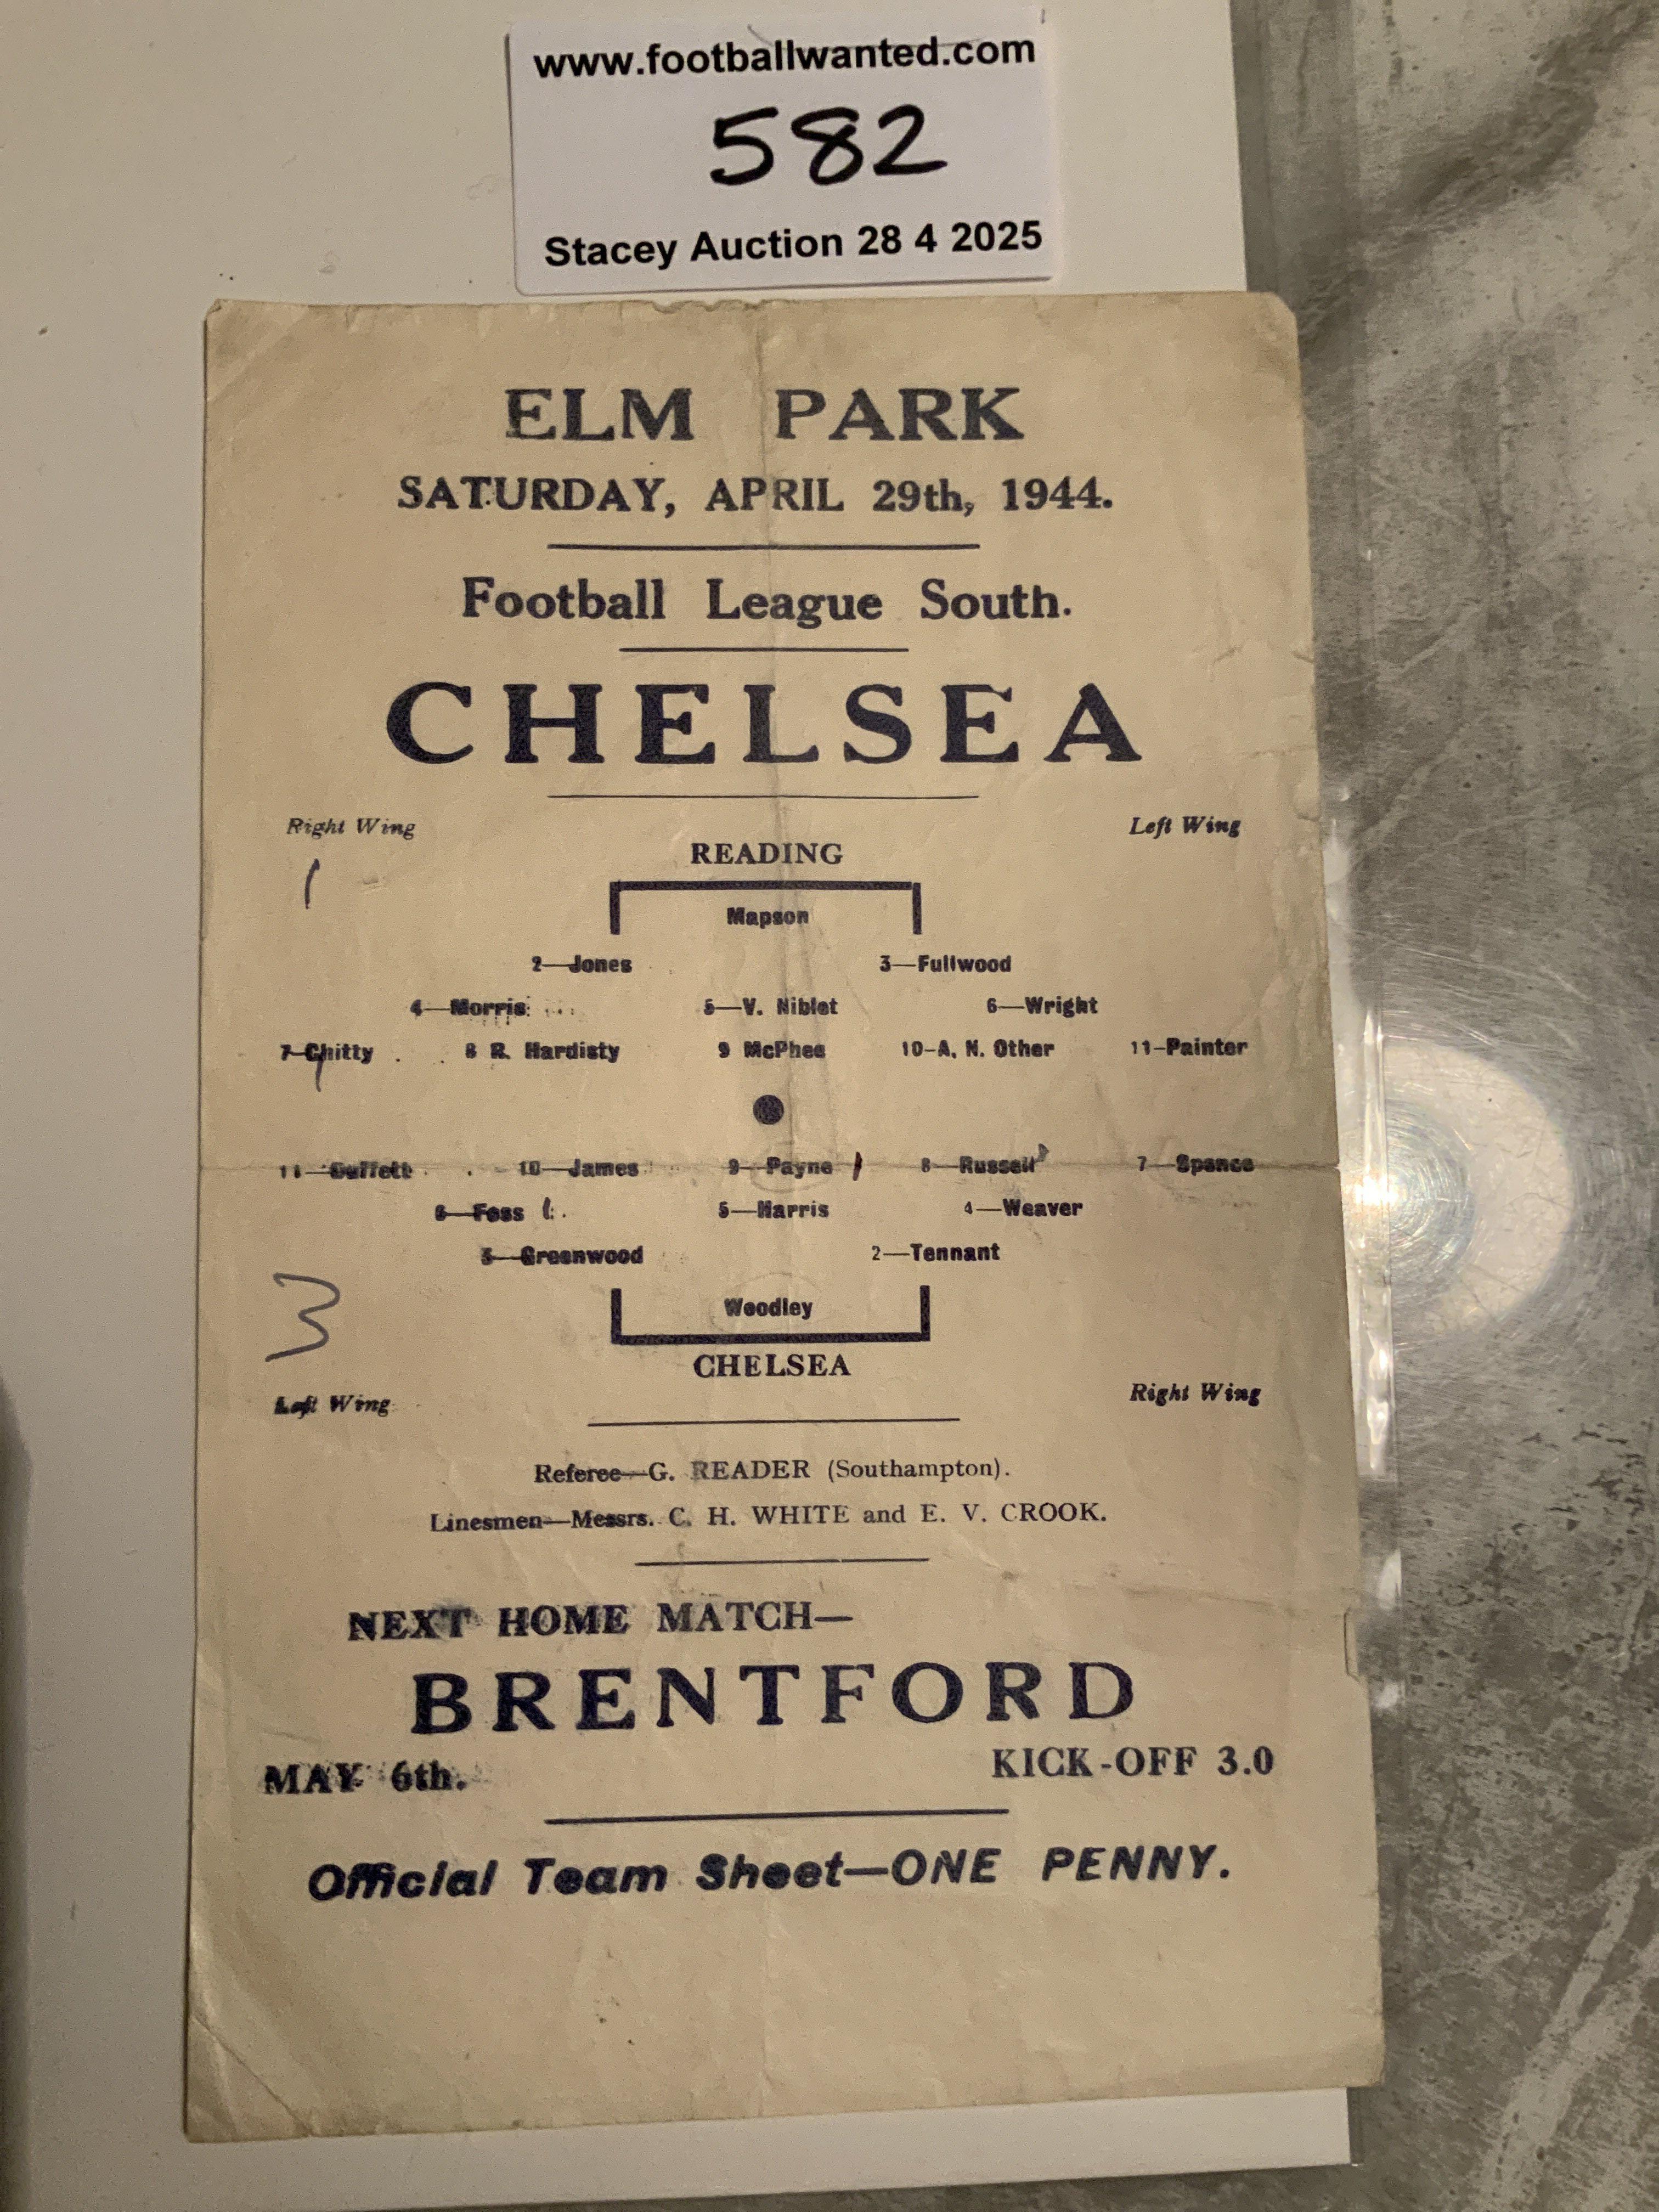 www.footballwanted.com
582
Stacey Auction 28 4 2025
ELM PARK
SATURDAY, APRIL 29th, 1944.
Football League South.
CHELSEA
Right Wing Left Wing
READING
1
Mapson
2—Jones 3—Fullwood
4—Morris 5—V. Niblet 6—Wright
7—Chitty 8 R. Hardisty 9 McPhee 10-A. N. Other 11-Painter
11— 10—James 9—Payne 8—Russell 7—Spence
6—Foss 5—Harris 4—Weaver
3—Greenwood 2—Tennant
Woodley
3
CHELSEA
Left Wing Right Wing
Referee—G. READER (Southampton).
Linesmen—Messrs. C. H. WHITE and E. V. CROOK.
NEXT HOME MATCH—
BRENTFORD
MAY 6th. KICK-OFF 3.0
Official Team Sheet—ONE PENNY.